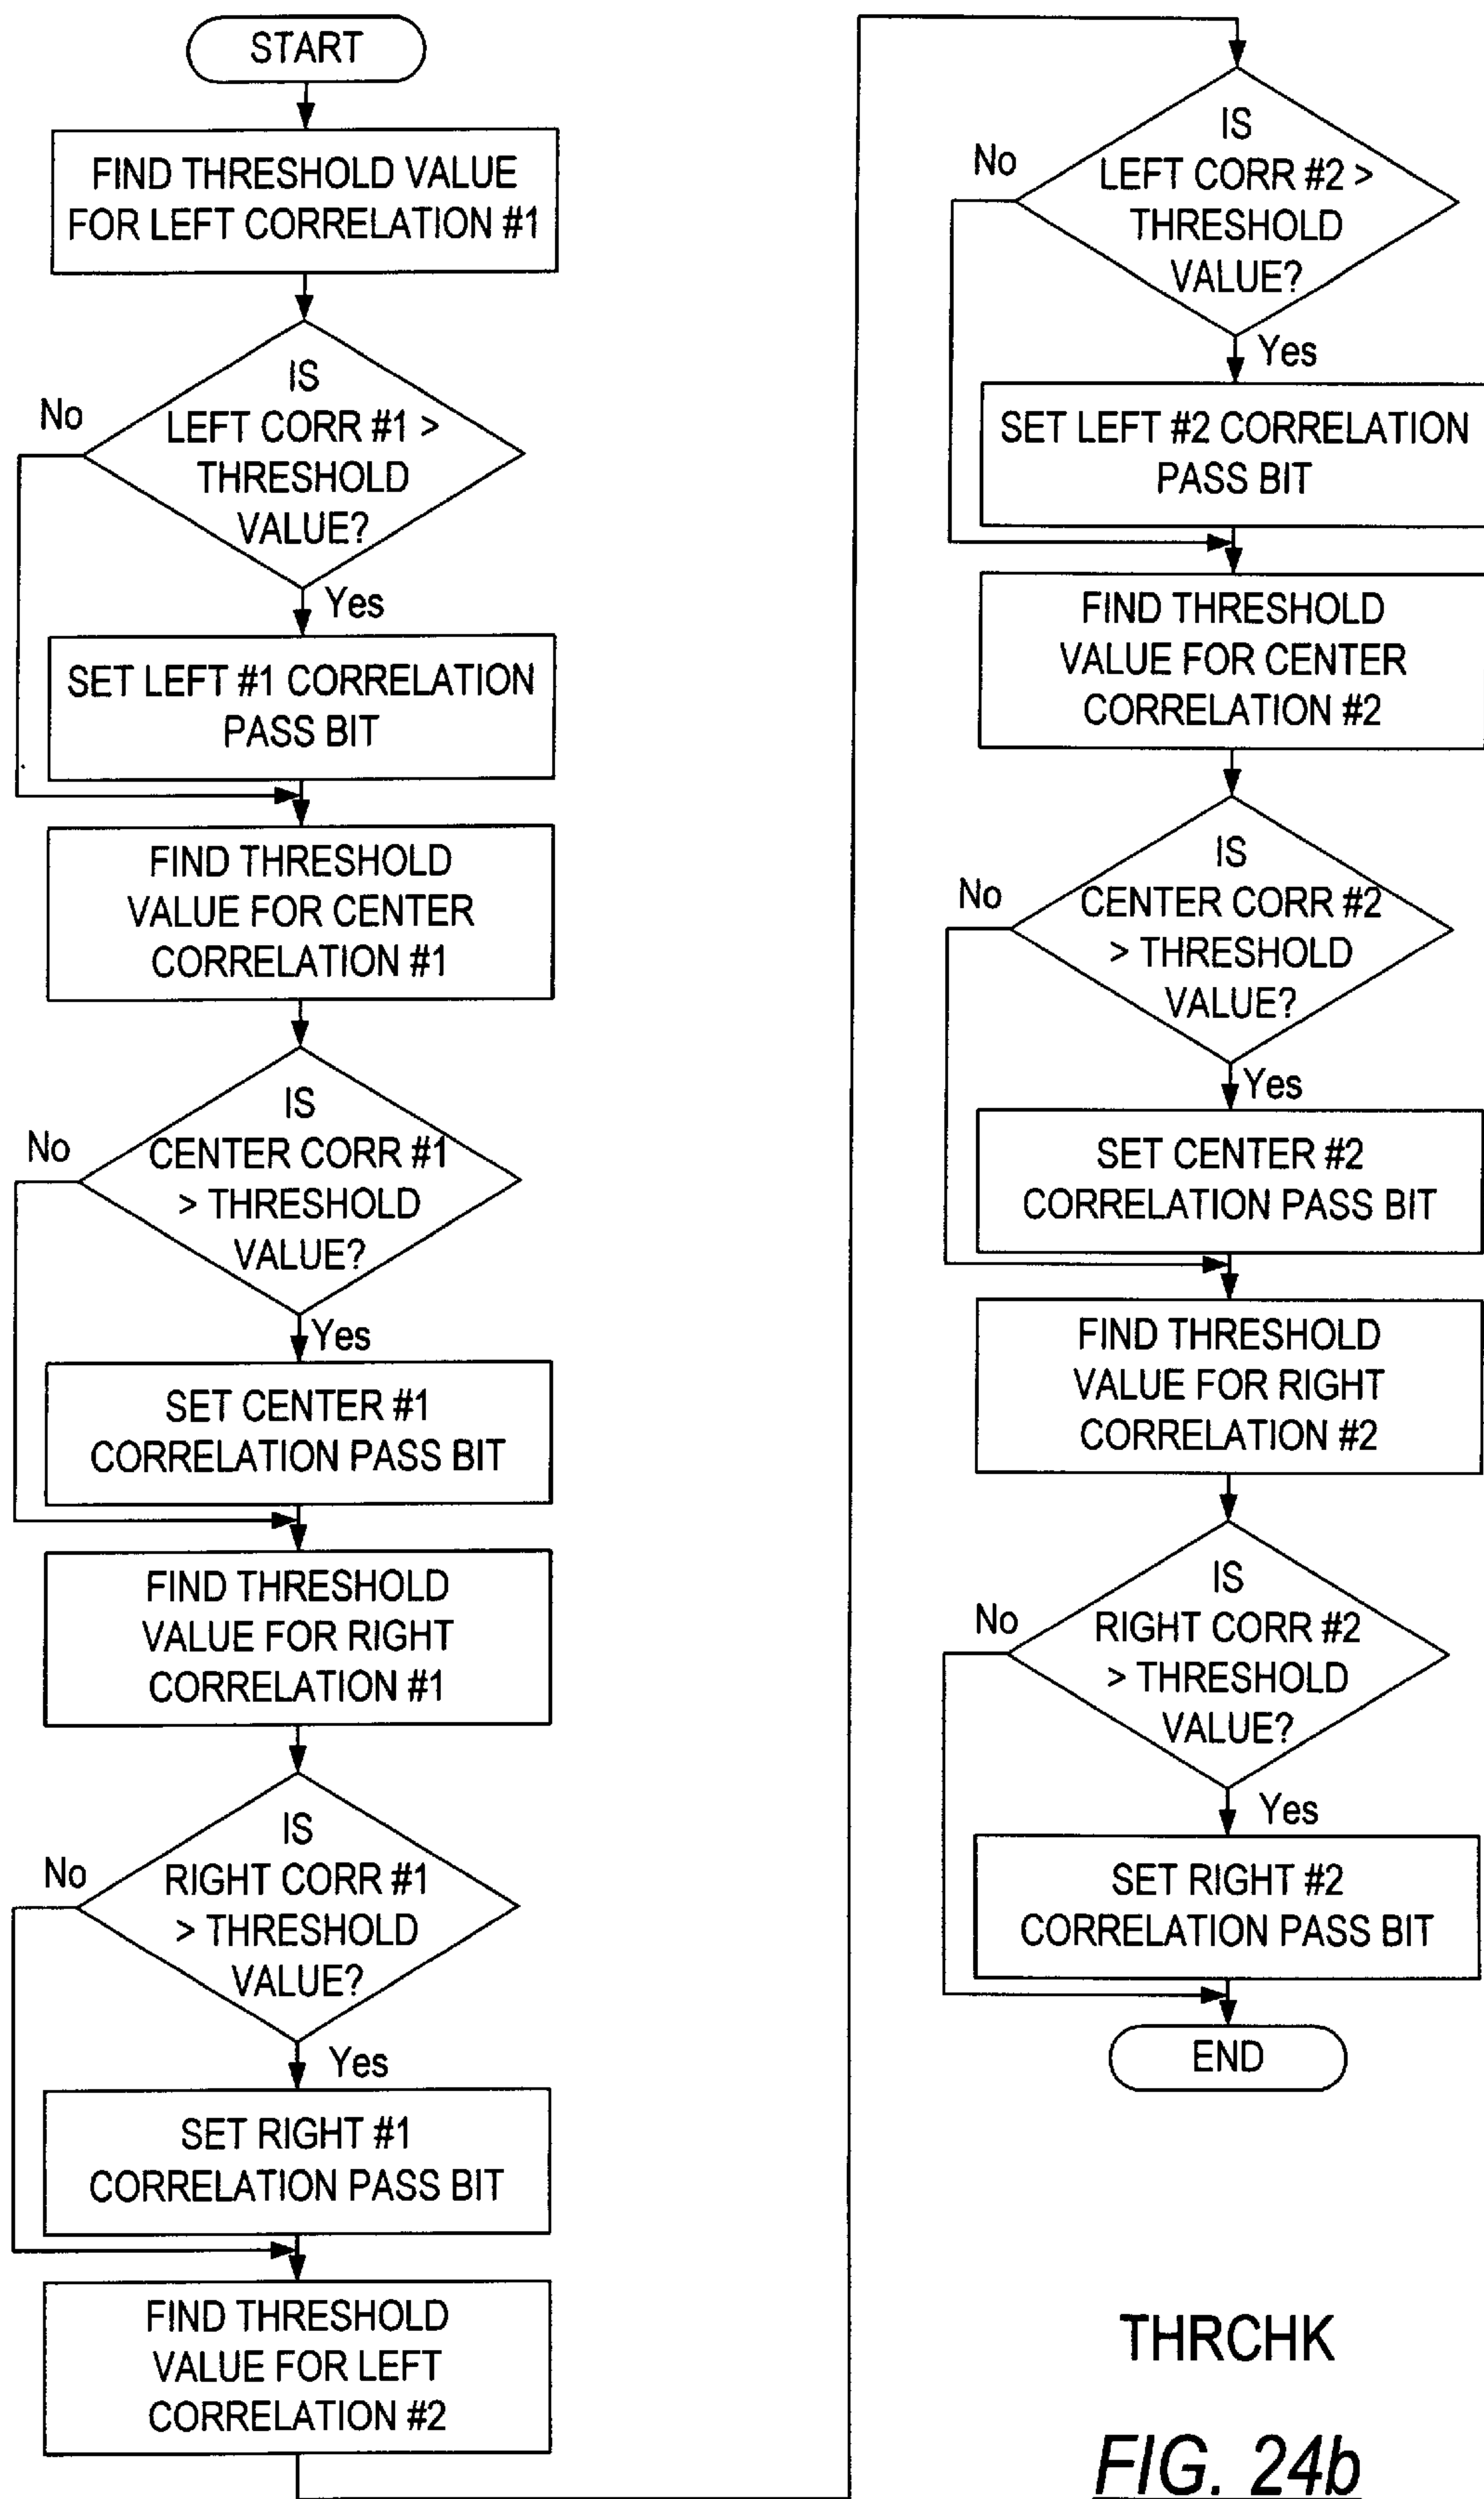 START
FIND THRESHOLD VALUE
FOR LEFT CORRELATION #1
IS
LEFT CORR #1 >
THRESHOLD
VALUE?
No
Yes
SET LEFT #1 CORRELATION
PASS BIT
FIND THRESHOLD
VALUE FOR CENTER
CORRELATION #1
IS
CENTER CORR #1
> THRESHOLD
VALUE?
No
Yes
SET CENTER #1
CORRELATION PASS BIT
FIND THRESHOLD
VALUE FOR RIGHT
CORRELATION #1
IS
RIGHT CORR #1
> THRESHOLD
VALUE?
No
Yes
SET RIGHT #1
CORRELATION PASS BIT
FIND THRESHOLD
VALUE FOR LEFT
CORRELATION #2
IS
LEFT CORR #2 >
THRESHOLD
VALUE?
No
Yes
SET LEFT #2 CORRELATION
PASS BIT
FIND THRESHOLD
VALUE FOR CENTER
CORRELATION #2
IS
CENTER CORR #2
> THRESHOLD
VALUE?
No
Yes
SET CENTER #2
CORRELATION PASS BIT
FIND THRESHOLD
VALUE FOR RIGHT
CORRELATION #2
IS
RIGHT CORR #2
> THRESHOLD
VALUE?
No
Yes
SET RIGHT #2
CORRELATION PASS BIT
END
THRCHK
FIG. 24b